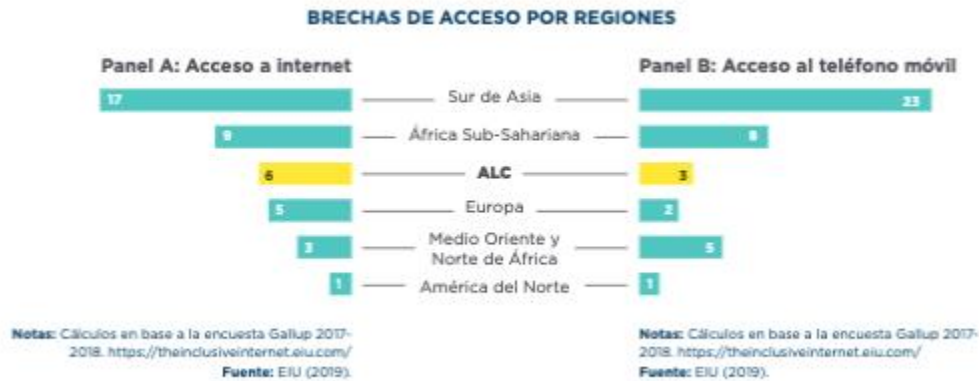 BRECHAS DE ACCESO POR REGIONES
Panel A: Acceso a internet
Panel B: Acceso al teléfono móvil
17
Sur de Asia
23
9
África Sub-Sahariana
8
6
ALC
3
5
Europa
2
3
Medio Oriente y
Norte de África
5
1
América del Norte
1
Notas: Cálculos en base a la encuesta Gallup 2017-
2018. https://theinclusiveinternet.eiu.com/
Fuente: EIU (2019).
Notas: Cálculos en base a la encuesta Gallup 2017-
2018. https://theinclusiveinternet.eiu.com/
Fuente: EIU (2019).